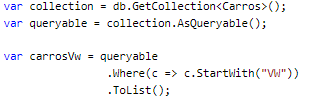 var collection = db.GetCollection<Carros>();
var queryable = collection.AsQueryable();
var carrosVw = queryable
.Where(c => c.StartWith("VW"))
.ToList();